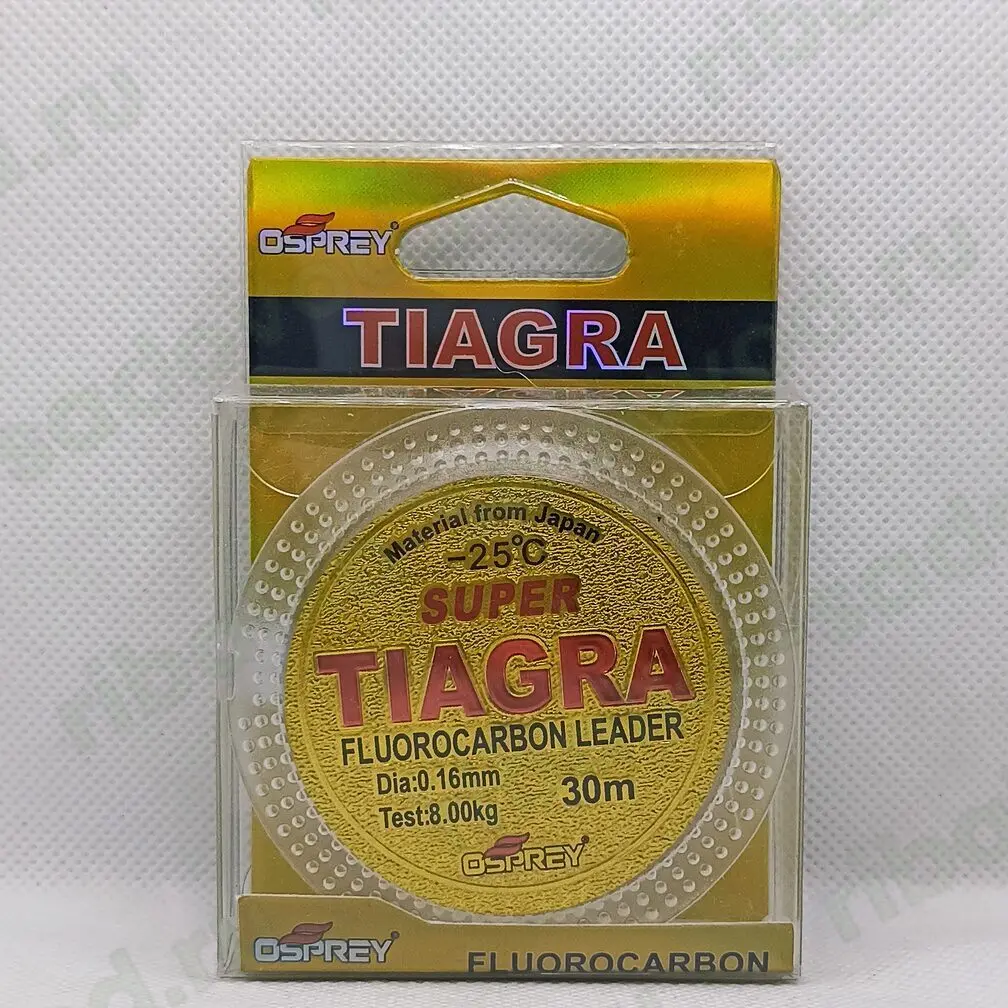 OSPREY®
TIAGRA
Material from Japan
-25°C
SUPER
TIAGRA
FLUOROCARBON LEADER
Dia:0.16mm
30m
Test:8.00kg
OSPREY®
OSPREY®
FLUOROCARBON